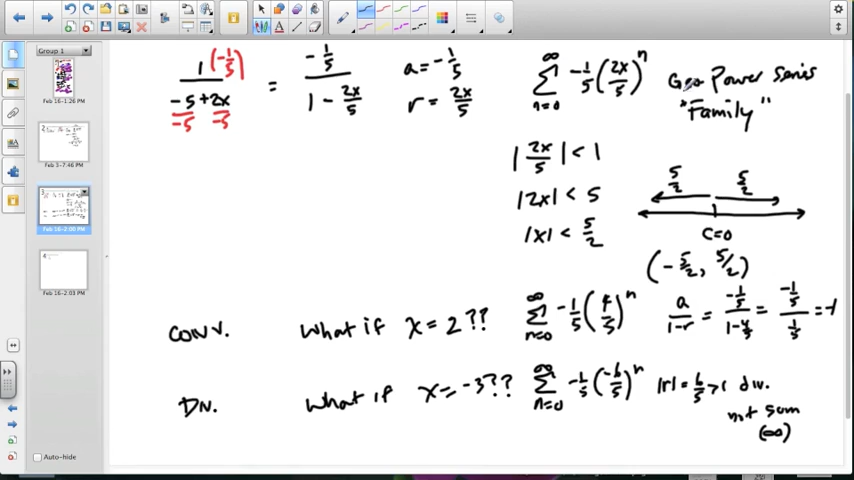 Group 1
Feb 16-1:26 PM
Feb 3-7:46 PM
Feb 16-2:00 PM
Feb 16-2:03 PM
Auto-hide
1 (-1/5) / (-5+2x) = (-1/5) / (1 - 2x/5)
-5 -5
a = -1/5
r = 2x/5
∞ Σ n=0 -1/5 (2x/5)^n
Geo Power Series
"Family"
|2x/5| < 1
|2x| < 5
|x| < 5/2
5/2 5/2
C=0
(-5/2, 5/2)
Conv. What if x = 2?? ∞ Σ n=0 -1/5 (4/5)^n a/(1-r) = (-1/5)/(1-4/5) = (-1/5)/(1/5) = -1
Div. What if x = -3?? ∞ Σ n=0 -1/5 (-6/5)^n |r| = 6/5 > 1 div.
not sum
(∞)